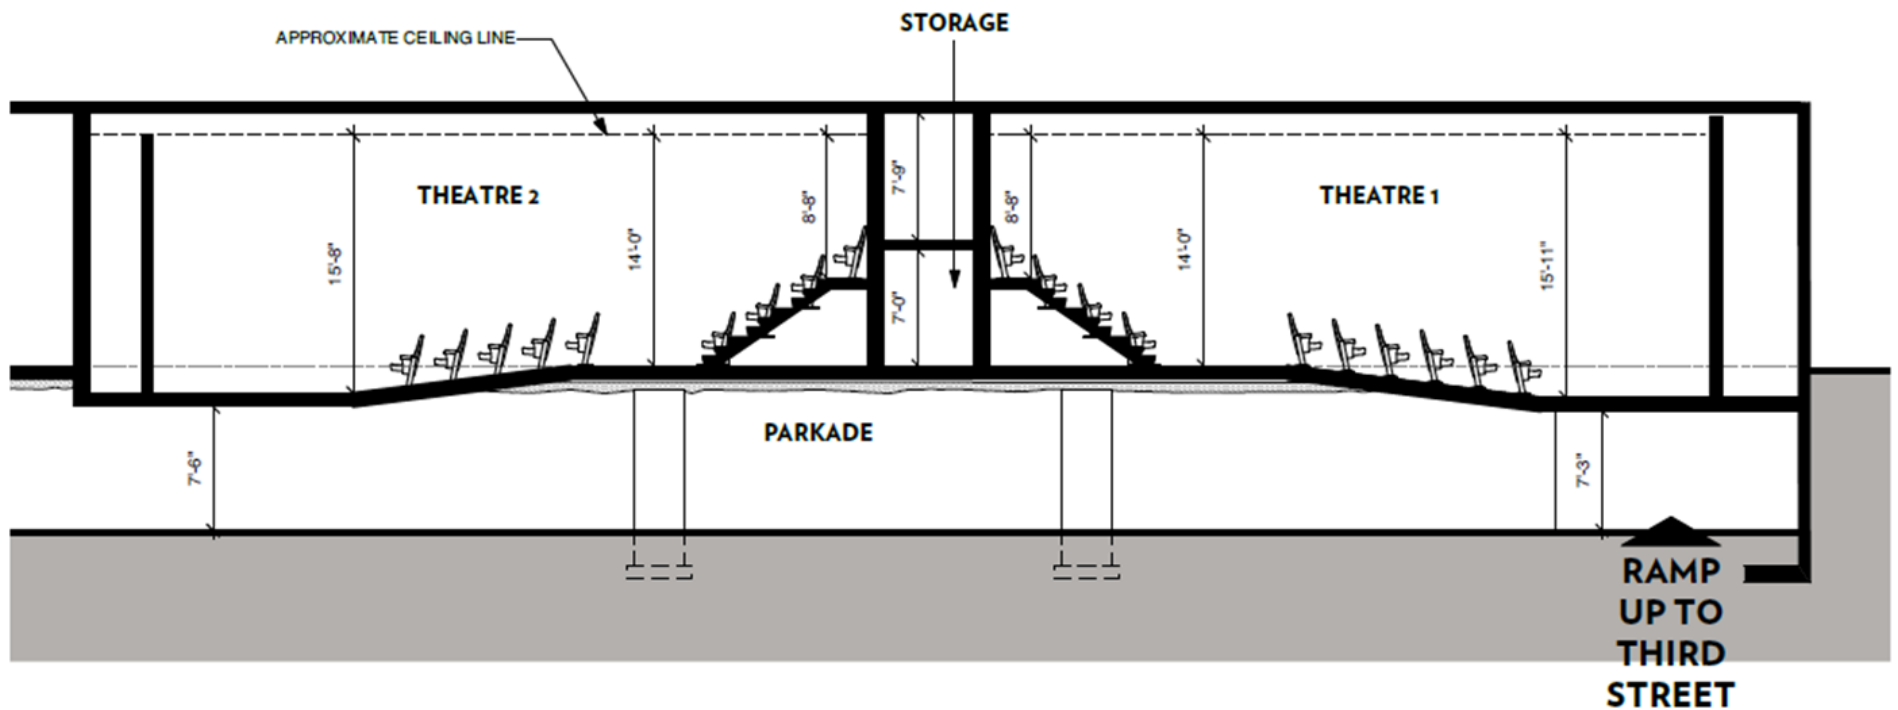 STORAGE
APPROXIMATE CEILING LINE
THEATRE 2
THEATRE 1
15'-8"
14'-0"
8'-8"
7'-9"
7'-0"
8'-8"
14'-0"
15'-11"
PARKADE
7'-6"
7'-3"
RAMP
UP TO
THIRD
STREET